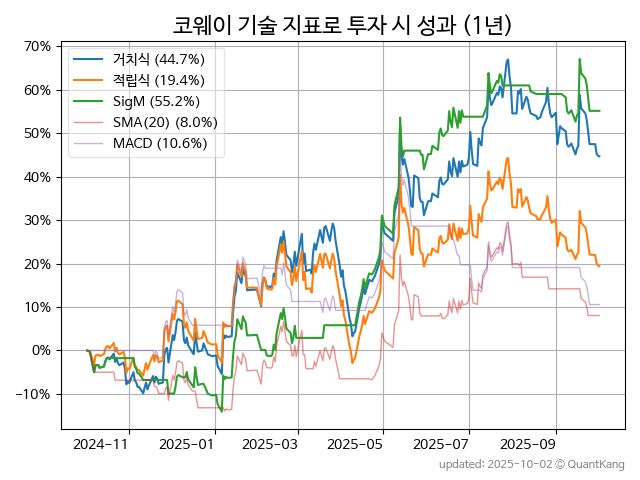 코웨이 기술 지표로 투자 시 성과 (1년)
70%
60%
50%
40%
30%
20%
10%
0%
−10%
거치식 (44.7%)
적립식 (19.4%)
SigM (55.2%)
SMA(20) (8.0%)
MACD (10.6%)
2024-11
2025-01
2025-03
2025-05
2025-07
2025-09
updated: 2025-10-02 © QuantKang